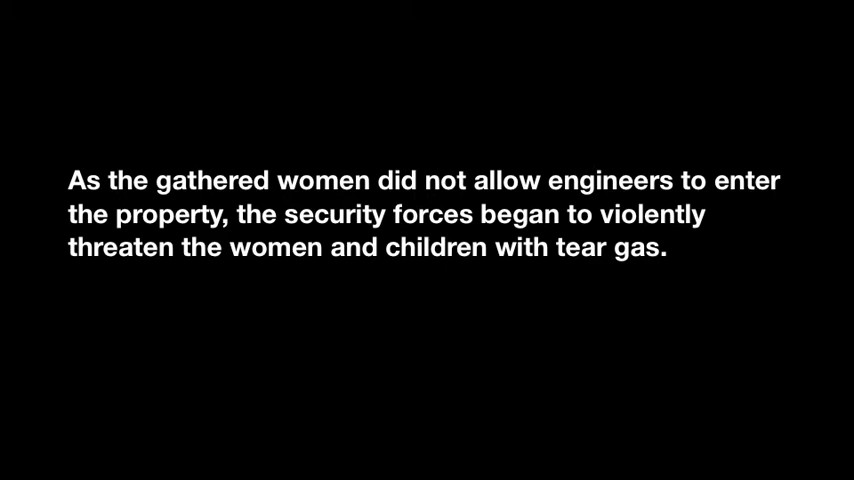 As the gathered women did not allow engineers to enter
the property, the security forces began to violently
threaten the women and children with tear gas.